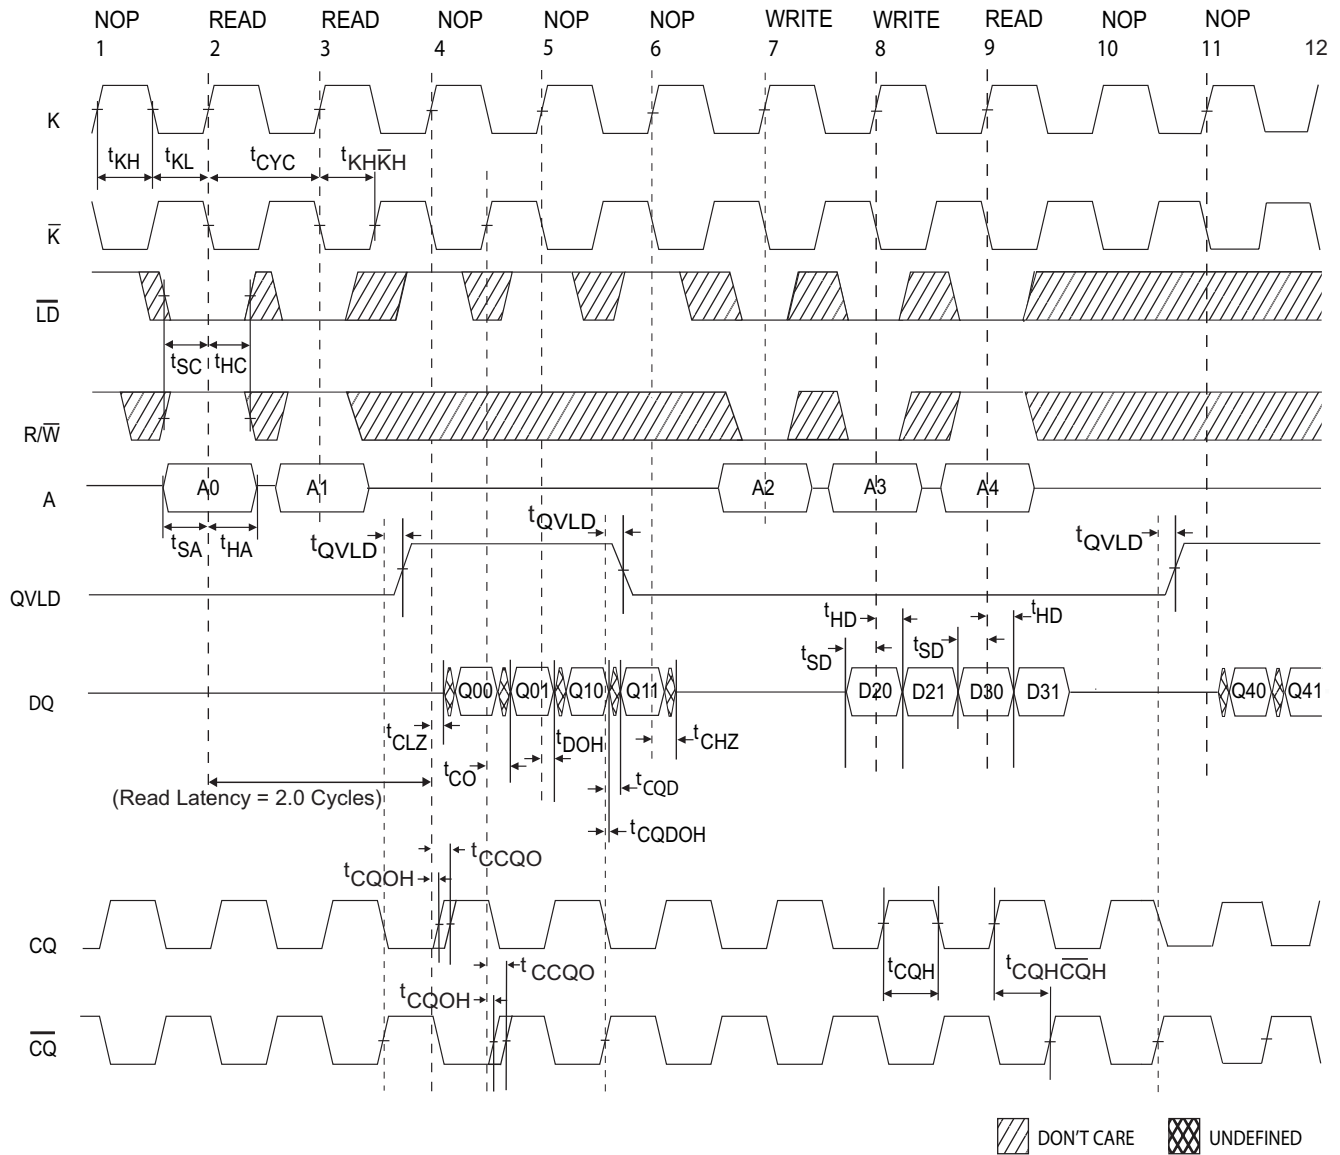 NOP READ READ NOP NOP NOP WRITE WRITE READ NOP NOP
1 2 3 4 5 6 7 8 9 10 11 12
K
tKH tKL tCYC tKHK̅H
K̅
L̅D̅
tSC tHC
R/W̅
A A0 A1 A2 A3 A4
tSA tHA tQVLD tQVLD tQVLD
QVLD
tHD tHD
tSD tSD
DQ Q00 Q01 Q10 Q11 D20 D21 D30 D31 Q40 Q41
tCLZ tDOH tCHZ
tCO tCQD
(Read Latency = 2.0 Cycles)
tCQDOH
tCCQO
tCQOH
CQ
tCCQO tCQH tCQHC̅Q̅H
tCQOH
C̅Q̅
DON'T CARE UNDEFINED